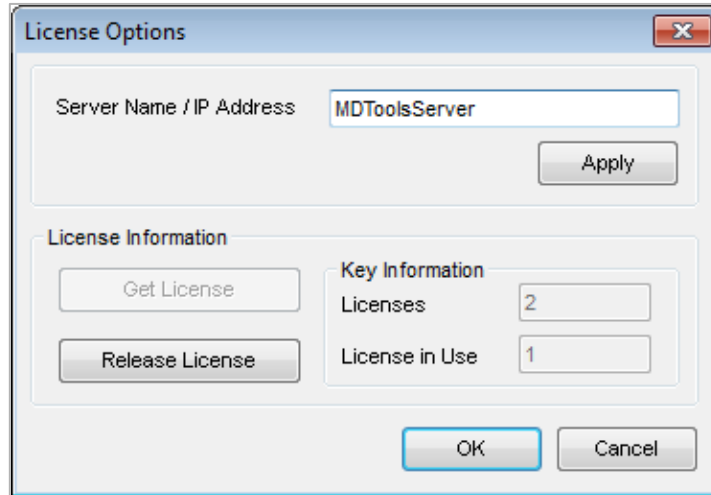 License Options
Server Name / IP Address MDToolsServer
Apply
License Information
Get License
Key Information
Licenses 2
Release License
License in Use 1
OK Cancel